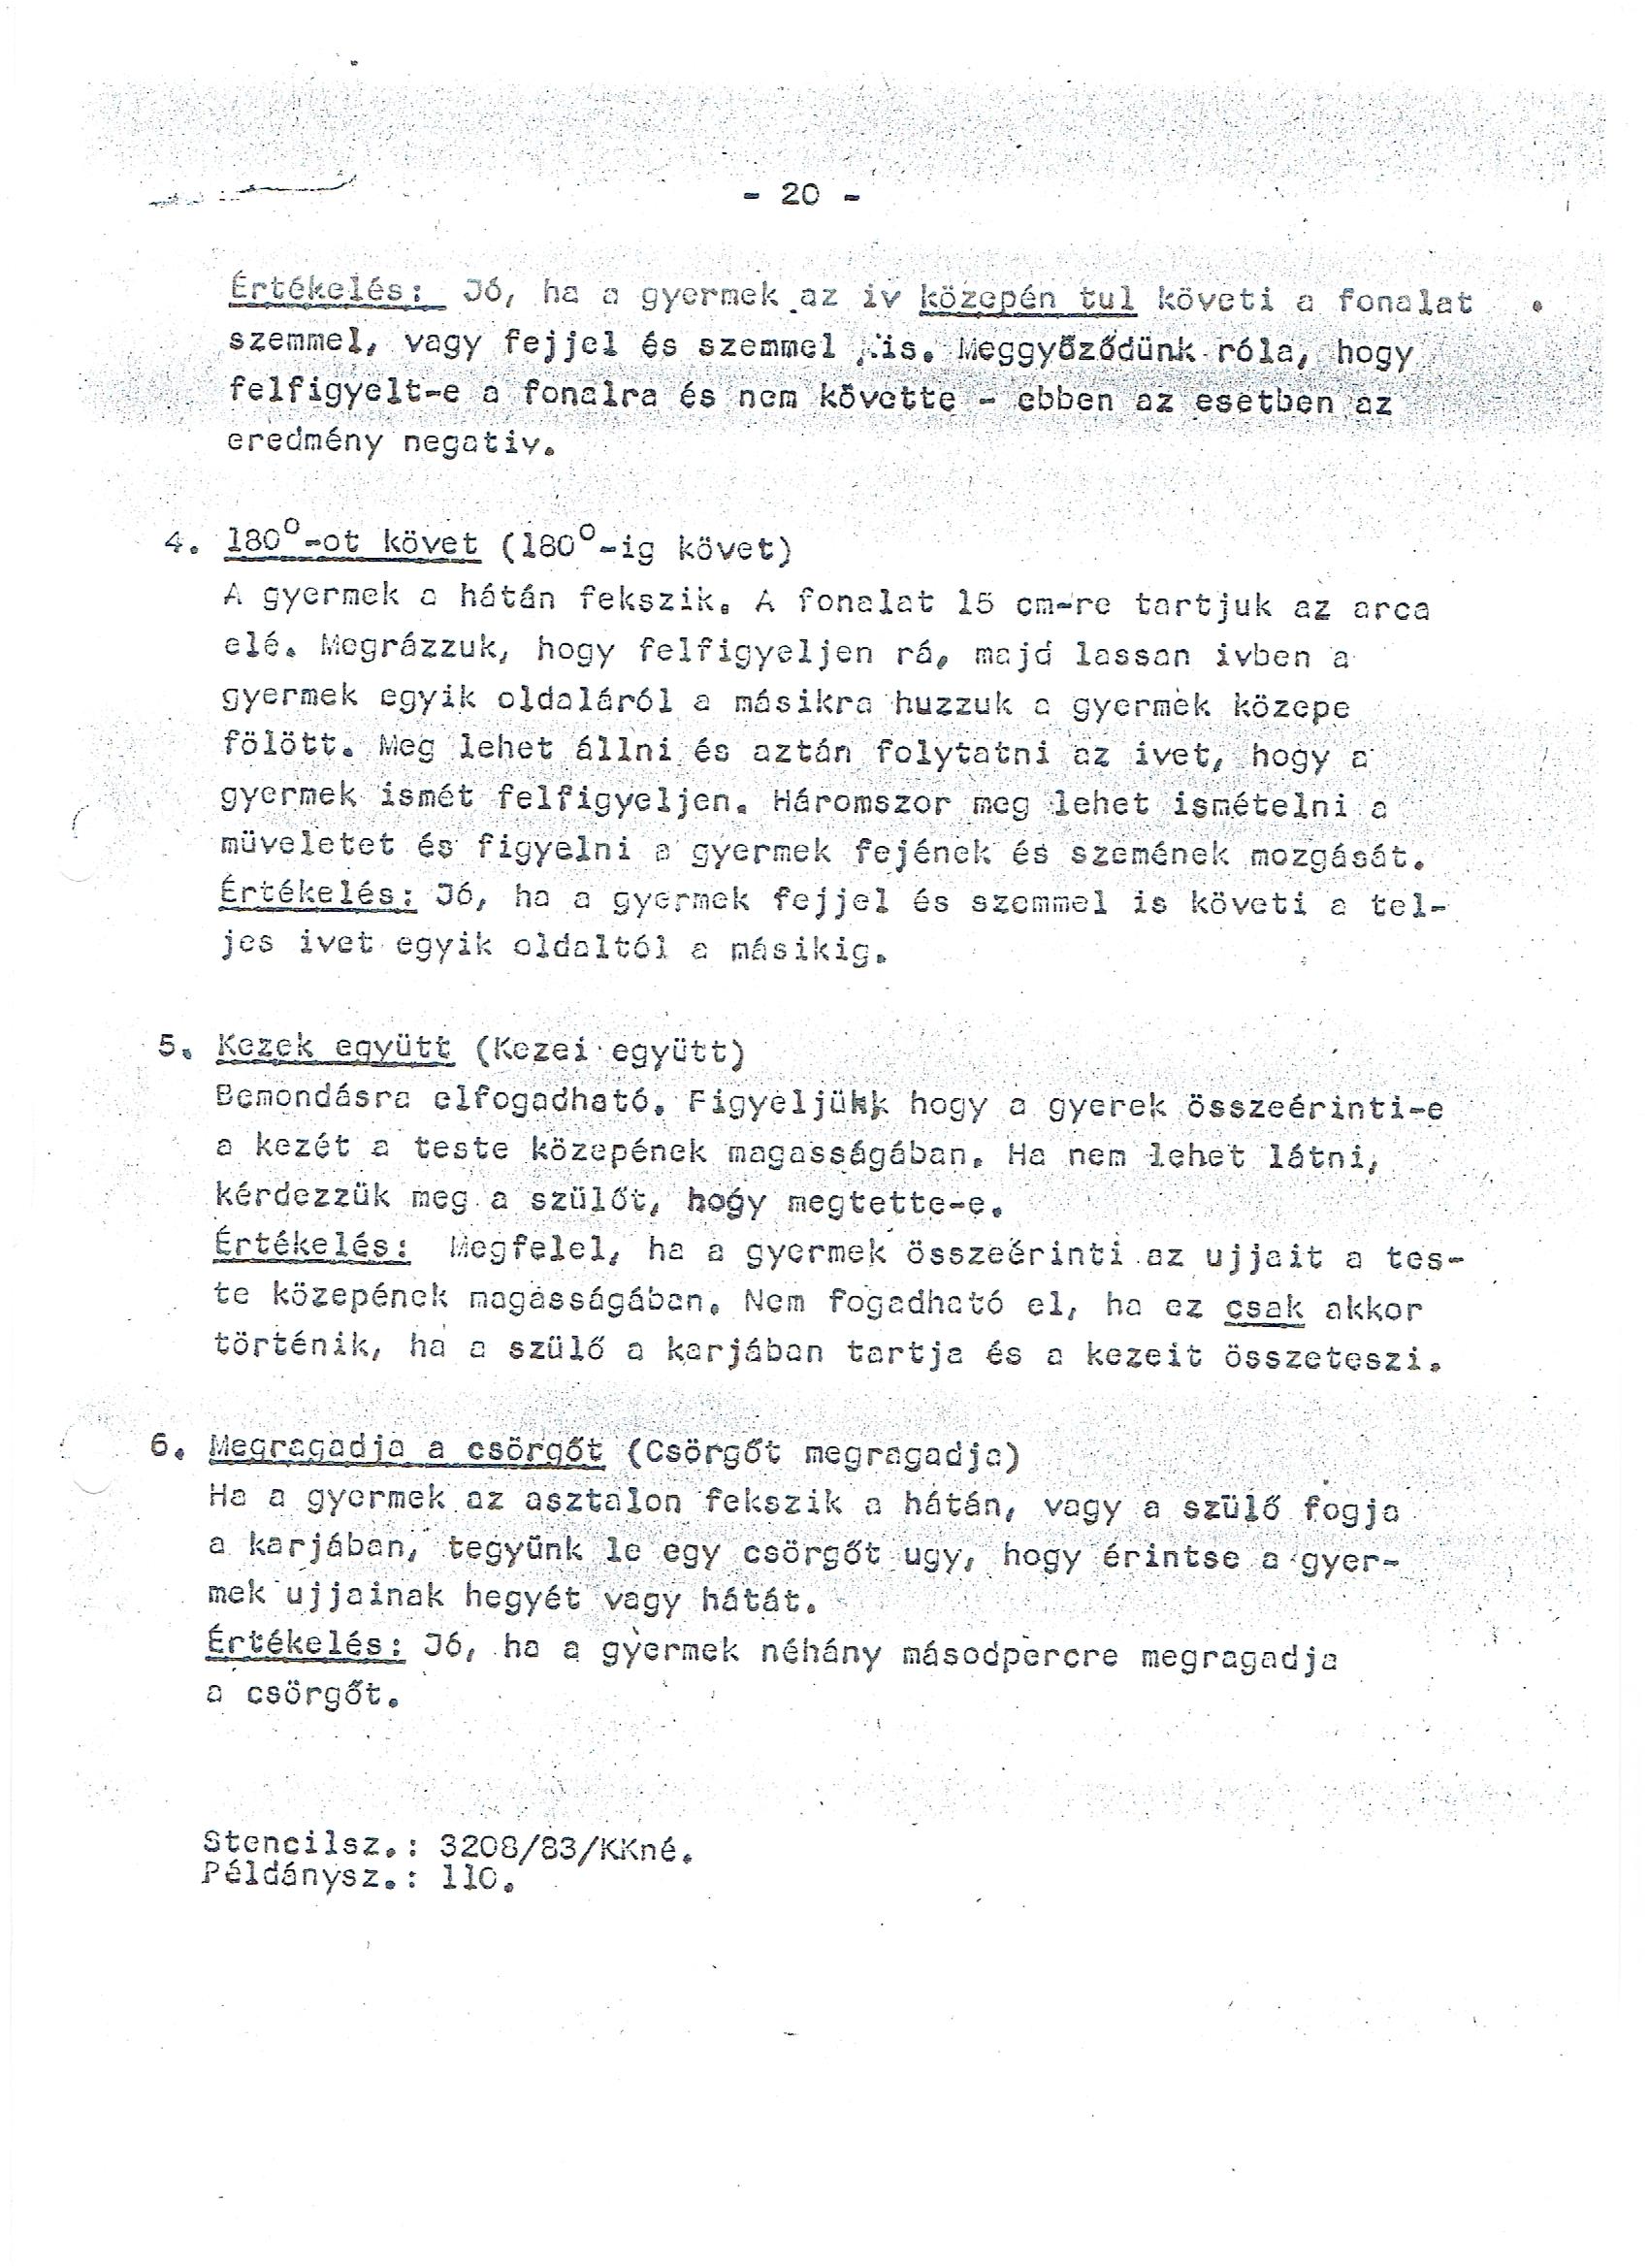 - 20 -
Értékelés: Jó, ha a gyermek az iv közepén tul követi a fonalat
szemmel, vagy fejjel és szemmel is. Meggyőződünk róla, hogy
felfigyelt-e a fonalra és nem követte - ebben az esetben az
eredmény negativ.
4. 180°-ot követ (180°-ig követ)
A gyermek a hátán fekszik. A fonalat 15 cm-re tartjuk az arca
elé. Megrázzuk, hogy felfigyeljen rá, majd lassan ivben a
gyermek egyik oldaláról a másikra huzzuk a gyermek közepe
fölött. Meg lehet állni és aztán folytatni az ivet, hogy a
gyermek ismét felfigyeljen. Háromszor meg lehet ismételni a
müveletet és figyelni a gyermek fejének és szemének mozgását.
Értékelés: Jó, ha a gyermek fejjel és szemmel is követi a tel-
jes ivet egyik oldaltól a másikig.
5. Kezek együtt (Kezei együtt)
Bemondásra elfogadható. Figyeljük, hogy a gyerek összeérinti-e
a kezét a teste közepének magasságában. Ha nem lehet látni,
kérdezzük meg a szülőt, hogy megtette-e.
Értékelés: Megfelel, ha a gyermek összeérinti az ujjait a tes-
te közepének magasságában. Nem fogadható el, ha ez csak akkor
történik, ha a szülő a karjában tartja és a kezeit összeteszi.
6. Megragadja a csörgőt (Csörgőt megragadja)
Ha a gyermek az asztalon fekszik a hátán, vagy a szülő fogja
a karjában, tegyünk le egy csörgőt ugy, hogy érintse a gyer-
mek ujjainak hegyét vagy hátát.
Értékelés: Jó, ha a gyermek néhány másodpercre megragadja
a csörgőt.
Stencilsz.: 3208/83/KKné.
Példánysz.: 110.